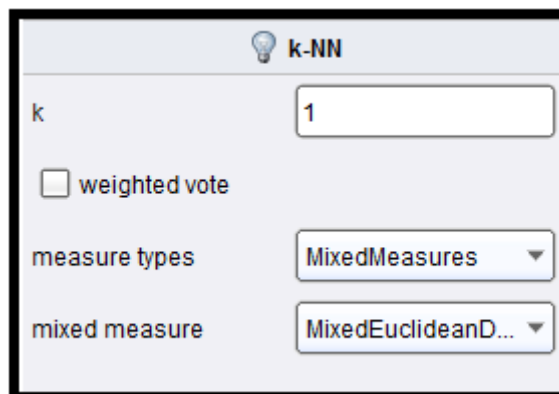 k-NN
k 1
weighted vote
measure types MixedMeasures
mixed measure MixedEuclideanD...